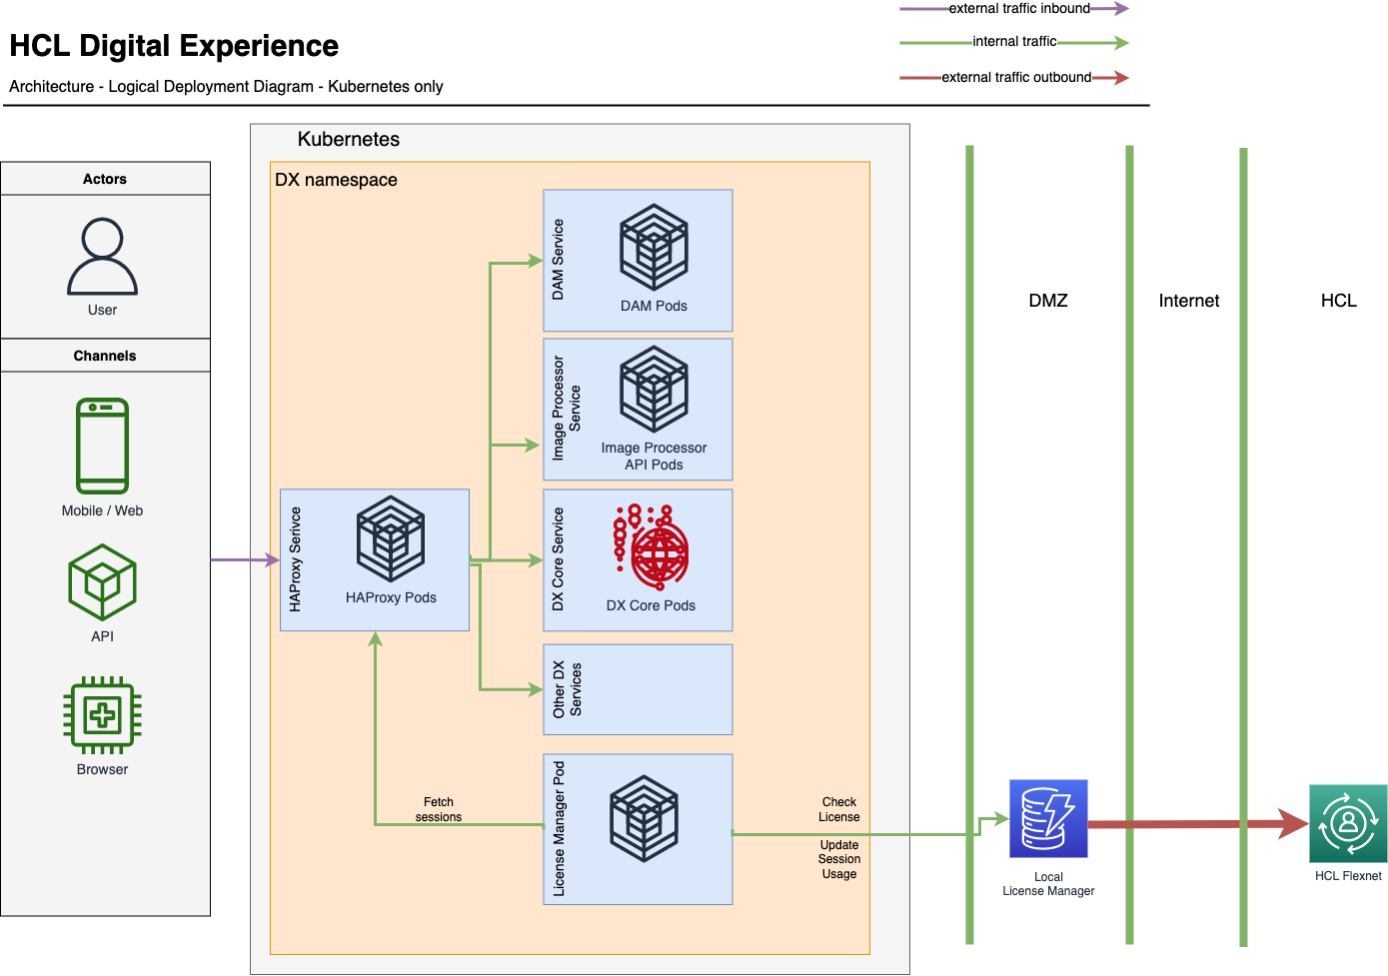 external traffic inbound
HCL Digital Experience
internal traffic
external traffic outbound
Architecture - Logical Deployment Diagram - Kubernetes only
Kubernetes
Actors
DX namespace
User
Channels
Mobile / Web
API
Browser
HAProxy Serivce
HAProxy Pods
DAM Service
DAM Pods
Image Processor
Service
Image Processor
API Pods
DX Core Service
DX Core Pods
Other DX
Services
License Manager Pod
Fetch
sessions
Check
License
Update
Session
Usage
DMZ
Internet
HCL
Local
License Manager
HCL Flexnet